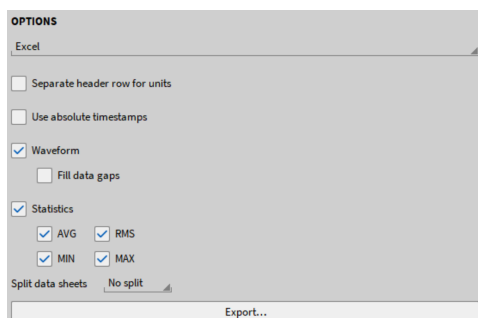 OPTIONS
Excel
Separate header row for units
Use absolute timestamps
Waveform
Fill data gaps
Statistics
AVG RMS
MIN MAX
Split data sheets No split
Export...